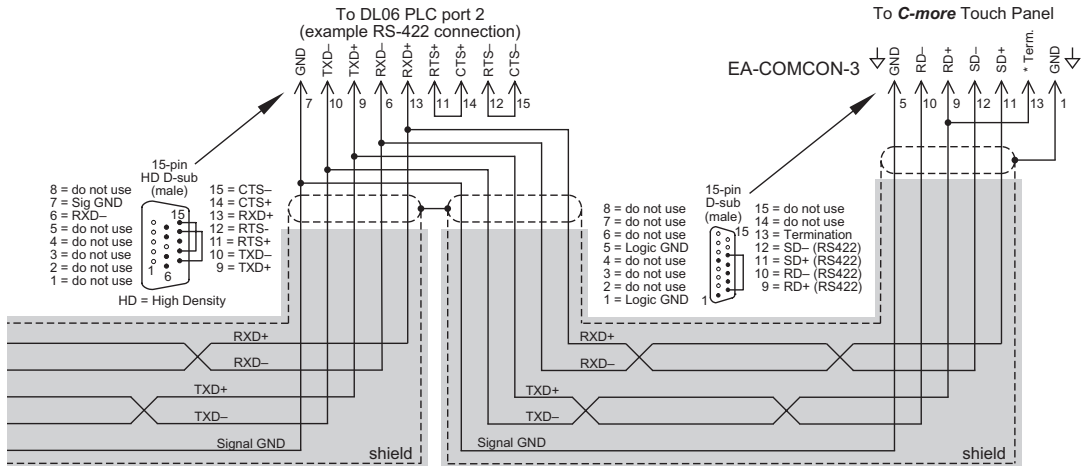 To DL06 PLC port 2
(example RS-422 connection)
GND
TXD–
TXD+
RXD–
RXD+
RTS+
CTS+
RTS–
CTS–
7
10
9
6
13
11
14
12
15
To C-more Touch Panel
EA-COMCON-3
GND
RD–
RD+
SD–
SD+
* Term.
GND
5
10
9
12
11
13
1
15-pin
HD D-sub
(male)
8 = do not use
7 = Sig GND
6 = RXD–
5 = do not use
4 = do not use
3 = do not use
2 = do not use
1 = do not use
15
1
6
15 = CTS–
14 = CTS+
13 = RXD+
12 = RTS-
11 = RTS+
10 = TXD–
9 = TXD+
HD = High Density
15-pin
D-sub
(male)
8 = do not use
7 = do not use
6 = do not use
5 = Logic GND
4 = do not use
3 = do not use
2 = do not use
1 = Logic GND
15
1
15 = do not use
14 = do not use
13 = Termination
12 = SD– (RS422)
11 = SD+ (RS422)
10 = RD– (RS422)
9 = RD+ (RS422)
RXD+
RXD–
TXD+
TXD–
Signal GND
shield
RXD+
RXD–
TXD+
TXD–
Signal GND
shield